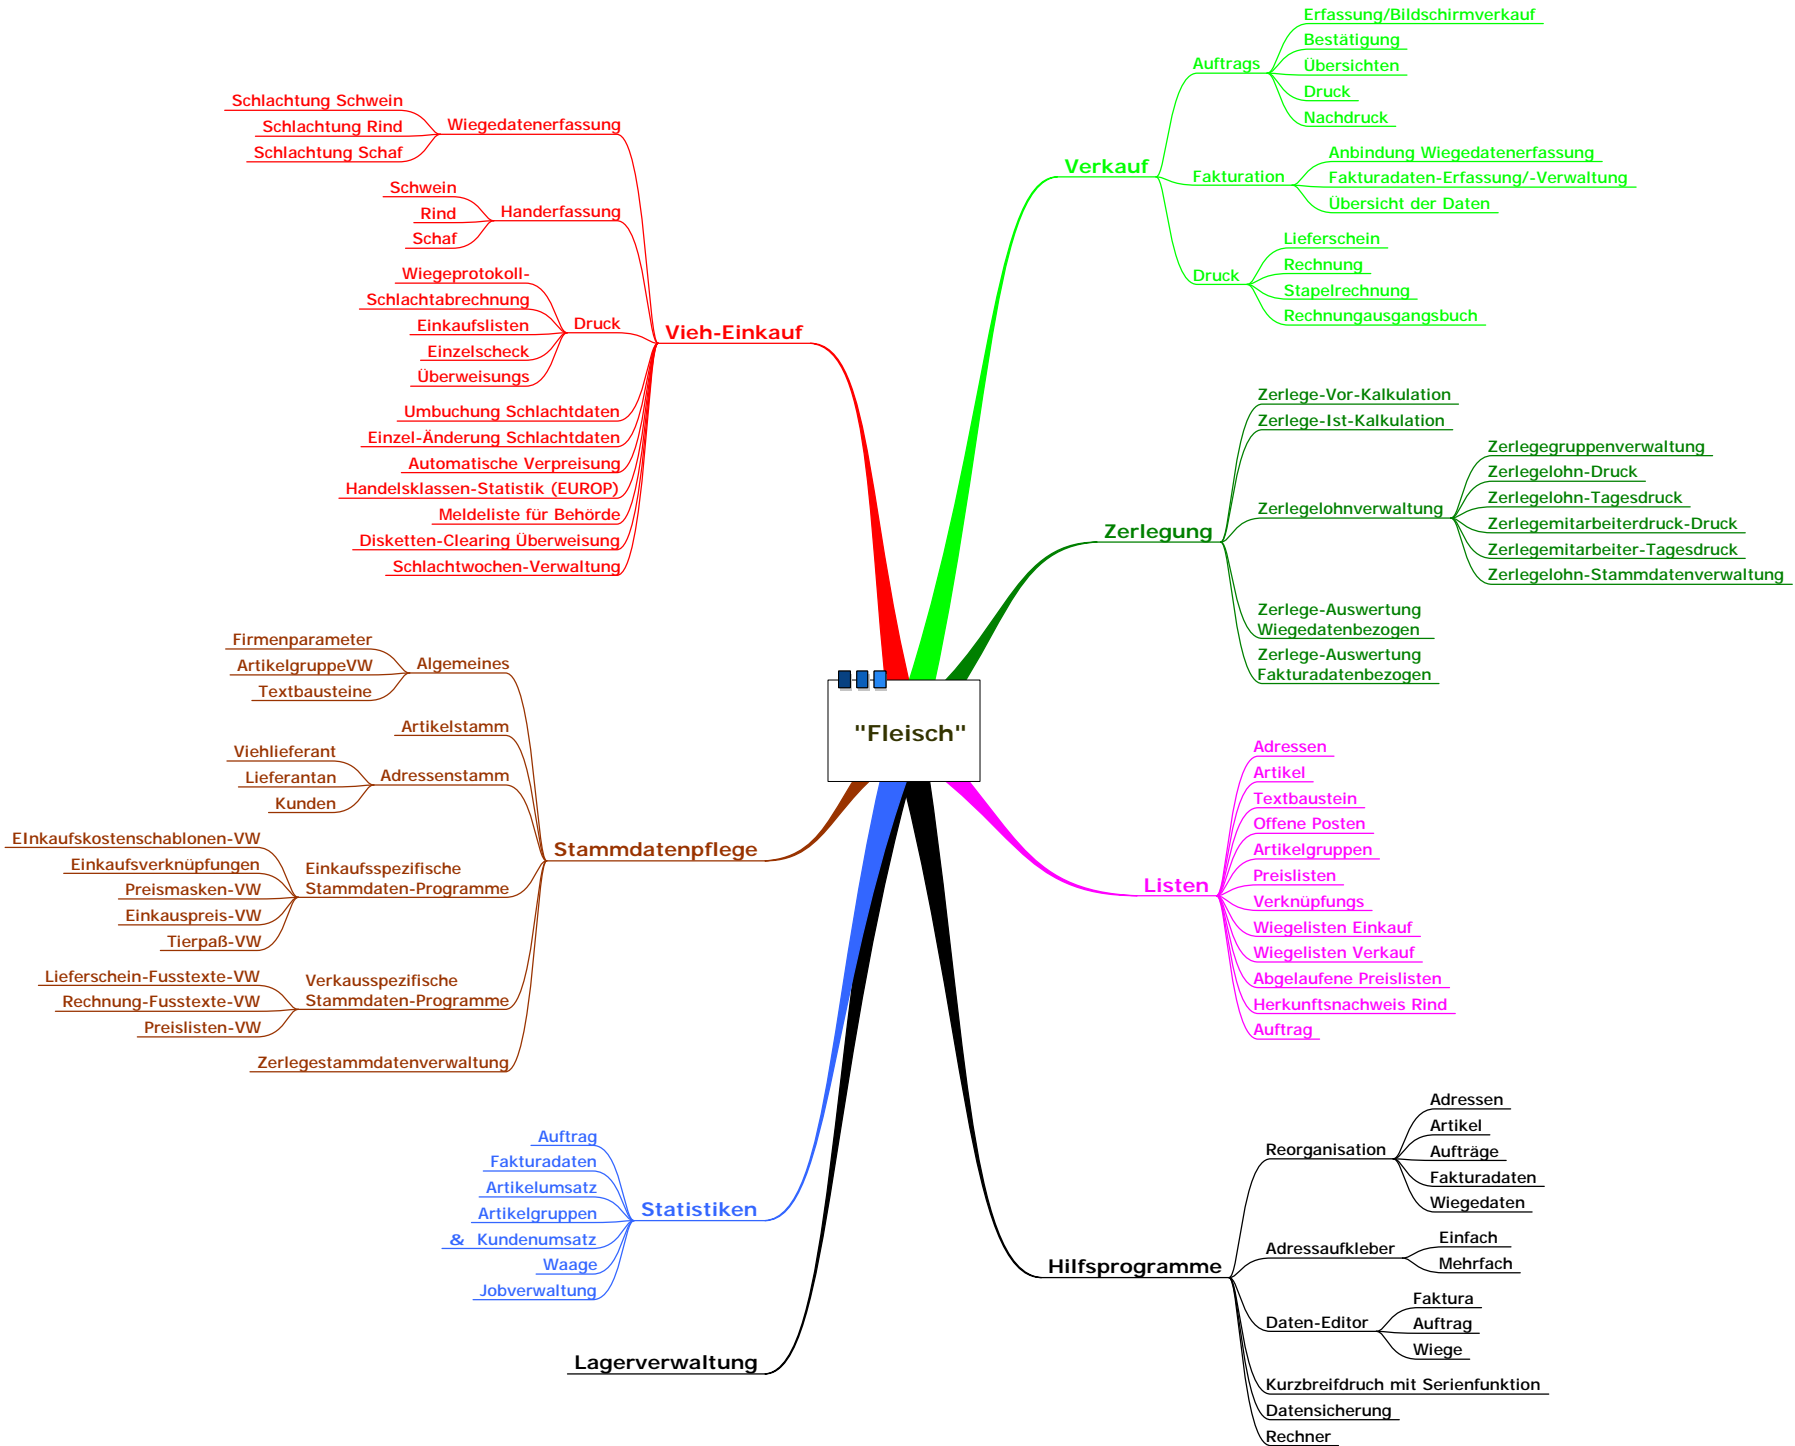 "Fleisch"
Vieh-Einkauf
Wiegedatenerfassung
Schlachtung Schwein
Schlachtung Rind
Schlachtung Schaf
Handerfassung
Schwein
Rind
Schaf
Druck
Wiegeprotokoll-
Schlachtabrechnung
Einkaufslisten
Einzelscheck
Überweisungs
Umbuchung Schlachtdaten
Einzel-Änderung Schlachtdaten
Automatische Verpreisung
Handelsklassen-Statistik (EUROP)
Meldeliste für Behörde
Disketten-Clearing Überweisung
Schlachtwochen-Verwaltung
Stammdatenpflege
Algemeines
Firmenparameter
ArtikelgruppeVW
Textbausteine
Artikelstamm
Adressenstamm
Viehlieferant
Lieferantan
Kunden
Einkaufsspezifische
Stammdaten-Programme
EInkaufskostenschablonen-VW
Einkaufsverknüpfungen
Preismasken-VW
Einkauspreis-VW
Tierpaß-VW
Verkausspezifische
Stammdaten-Programme
Lieferschein-Fusstexte-VW
Rechnung-Fusstexte-VW
Preislisten-VW
Zerlegestammdatenverwaltung
Statistiken
Auftrag
Fakturadaten
Artikelumsatz
Artikelgruppen
& Kundenumsatz
Waage
Jobverwaltung
Lagerverwaltung
Verkauf
Auftrags
Erfassung/Bildschirmverkauf
Bestätigung
Übersichten
Druck
Nachdruck
Fakturation
Anbindung Wiegedatenerfassung
Fakturadaten-Erfassung/-Verwaltung
Übersicht der Daten
Druck
Lieferschein
Rechnung
Stapelrechnung
Rechnungausgangsbuch
Zerlegung
Zerlege-Vor-Kalkulation
Zerlege-Ist-Kalkulation
Zerlegelohnverwaltung
Zerlegegruppenverwaltung
Zerlegelohn-Druck
Zerlegelohn-Tagesdruck
Zerlegemitarbeiterdruck-Druck
Zerlegemitarbeiter-Tagesdruck
Zerlegelohn-Stammdatenverwaltung
Zerlege-Auswertung
Wiegedatenbezogen
Zerlege-Auswertung
Fakturadatenbezogen
Listen
Adressen
Artikel
Textbaustein
Offene Posten
Artikelgruppen
Preislisten
Verknüpfungs
Wiegelisten Einkauf
Wiegelisten Verkauf
Abgelaufene Preislisten
Herkunftsnachweis Rind
Auftrag
Hilfsprogramme
Reorganisation
Adressen
Artikel
Aufträge
Fakturadaten
Wiegedaten
Adressaufkleber
Einfach
Mehrfach
Daten-Editor
Faktura
Auftrag
Wiege
Kurzbreifdruch mit Serienfunktion
Datensicherung
Rechner